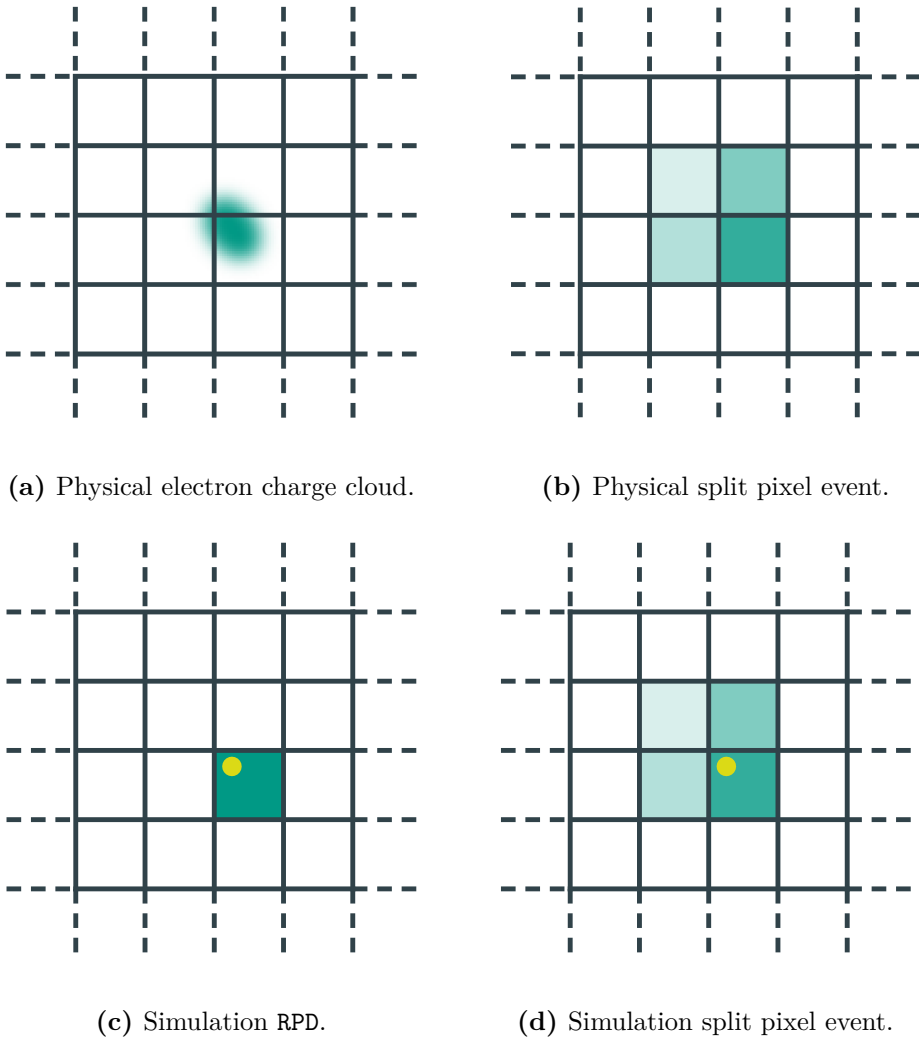 (a) Physical electron charge cloud.
(b) Physical split pixel event.
(c) Simulation RPD.
(d) Simulation split pixel event.